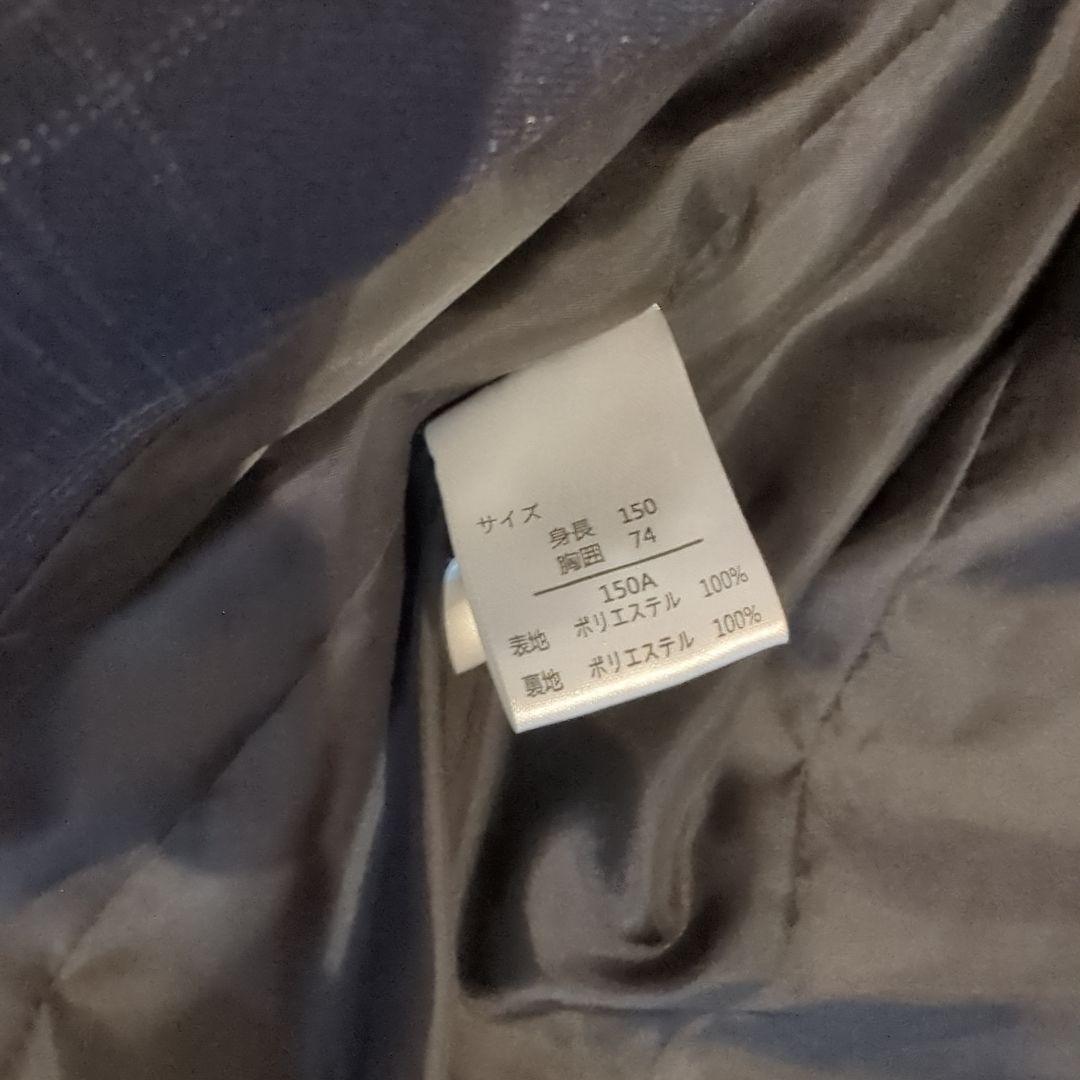 サイズ
身長 150
胸囲 74
150A
表地 ポリエステル 100%
裏地 ポリエステル 100%